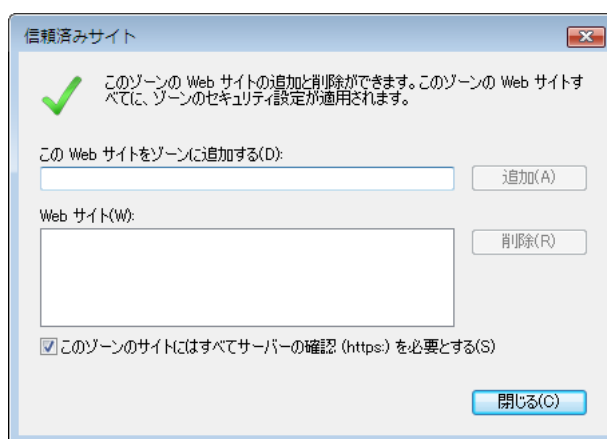 信頼済みサイト
このゾーンの Web サイトの追加と削除ができます。このゾーンの Web サイトす
べてに、ゾーンのセキュリティ設定が適用されます。
この Web サイトをゾーンに追加する(D):
追加(A)
Web サイト(W):
削除(R)
このゾーンのサイトにはすべてサーバーの確認 (https:) を必要とする(S)
閉じる(C)